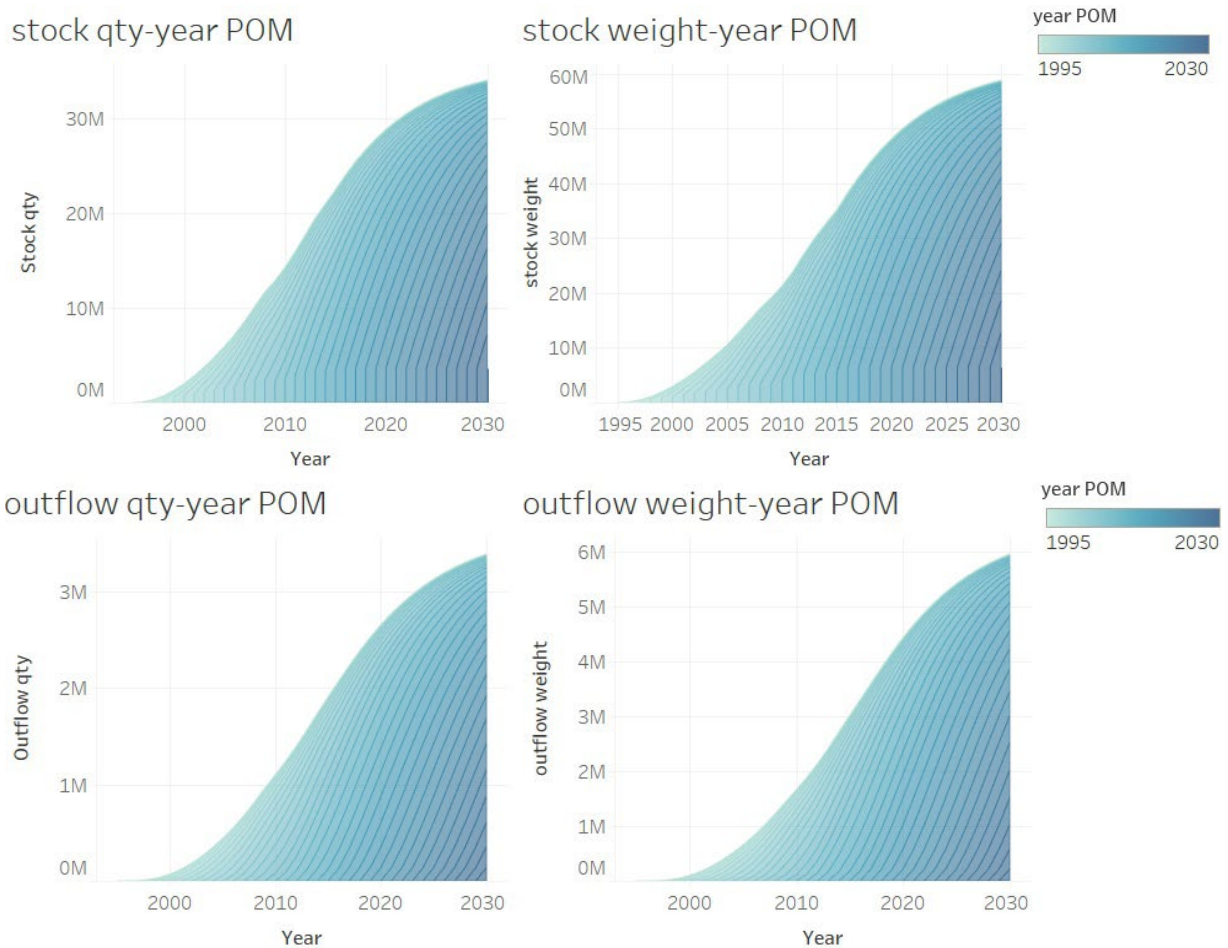 stock qty-year POM
30M
20M
10M
0M
Stock qty
2000 2010 2020 2030
Year
stock weight-year POM
60M
50M
40M
30M
20M
10M
0M
stock weight
1995 2000 2005 2010 2015 2020 2025 2030
Year
year POM
1995 2030
outflow qty-year POM
3M
2M
1M
0M
Outflow qty
2000 2010 2020 2030
Year
outflow weight-year POM
6M
5M
4M
3M
2M
1M
0M
outflow weight
2000 2010 2020 2030
Year
year POM
1995 2030